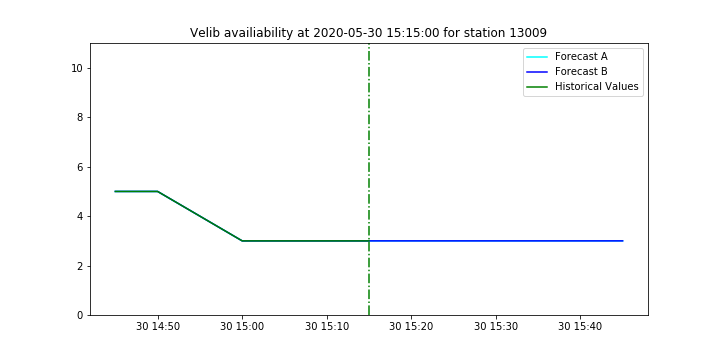 Velib availiability at 2020-05-30 15:15:00 for station 13009
Forecast A
Forecast B
Historical Values
10
8
6
4
2
0
30 14:50 30 15:00 30 15:10 30 15:20 30 15:30 30 15:40